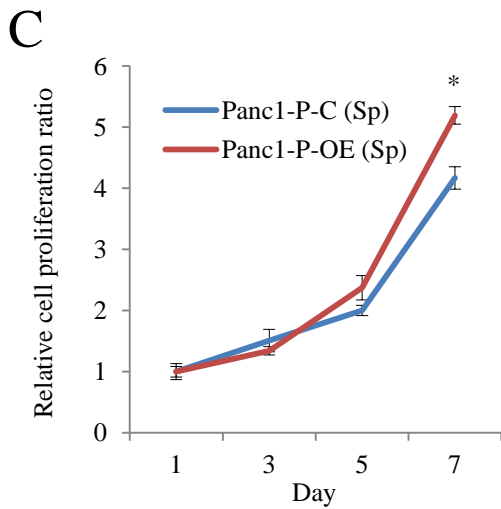 C
6
5
4
3
2
1
0
Relative cell proliferation ratio
Panc1-P-C (Sp)
Panc1-P-OE (Sp)
*
1 3 5 7
Day